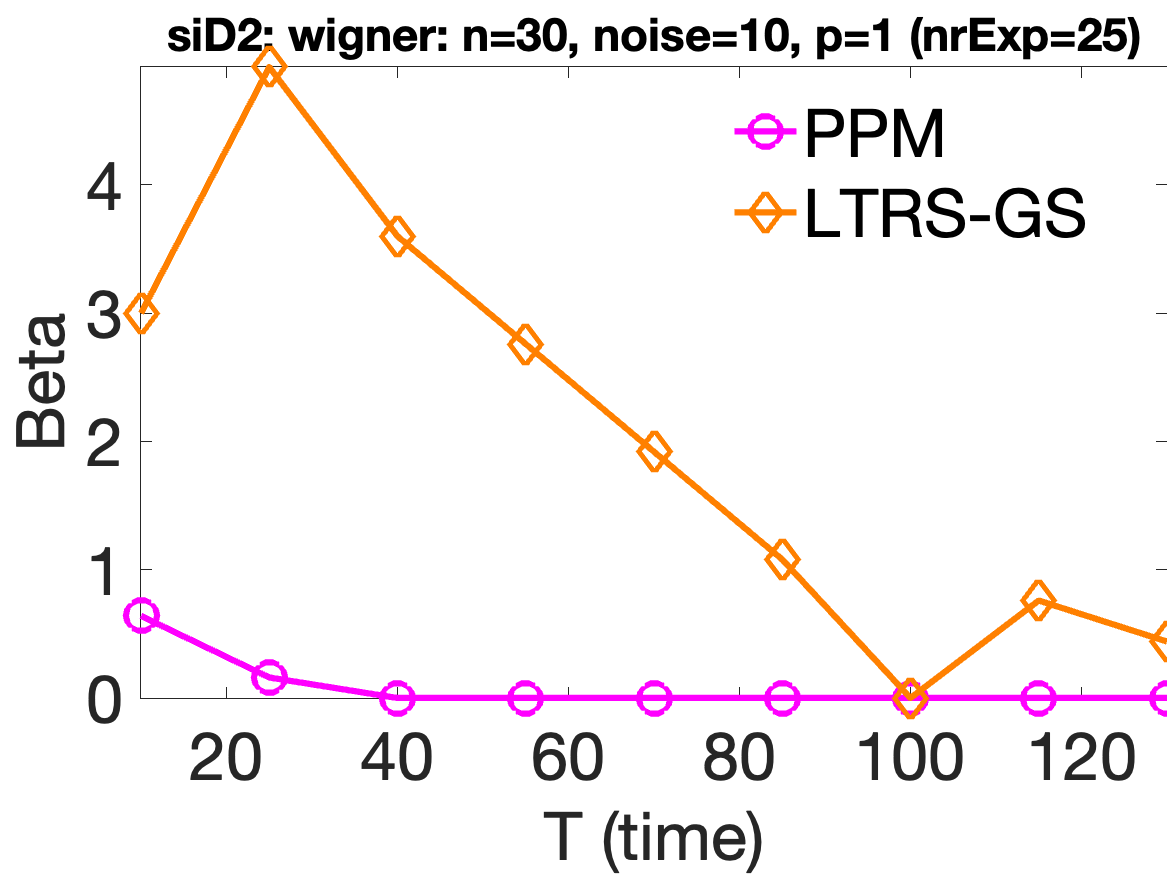 siD2: wigner: n=30, noise=10, p=1 (nrExp=25)
PPM
LTRS-GS
Beta
4
3
2
1
0
20 40 60 80 100 120
T (time)